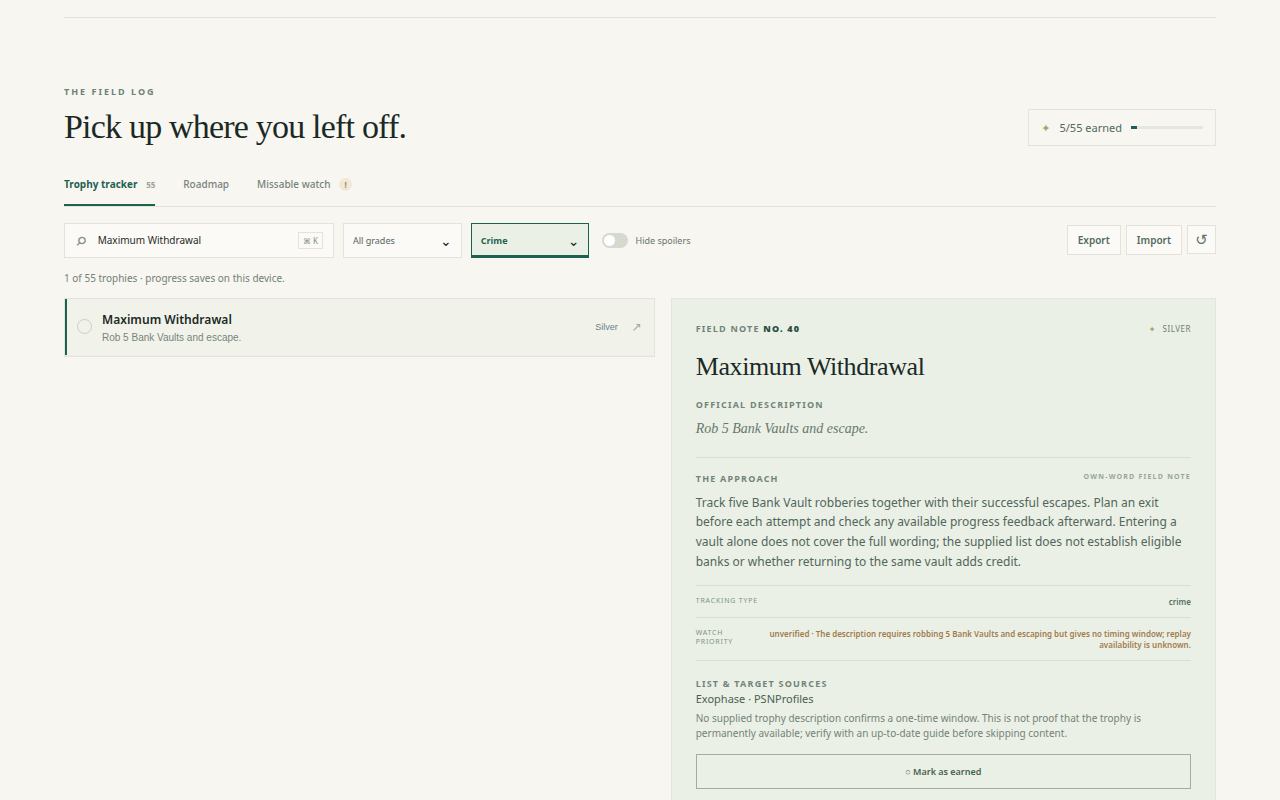 THE FIELD LOG
Pick up where you left off.
✦ 5/55 earned
Trophy tracker 55 Roadmap Missable watch !
Maximum Withdrawal ⌘ K All grades Crime Hide spoilers Export Import ↺
1 of 55 trophies · progress saves on this device.
Maximum Withdrawal
Rob 5 Bank Vaults and escape.
Silver ↗
FIELD NOTE NO. 40 ✦ SILVER
Maximum Withdrawal
OFFICIAL DESCRIPTION
Rob 5 Bank Vaults and escape.
THE APPROACH OWN-WORD FIELD NOTE
Track five Bank Vault robberies together with their successful escapes. Plan an exit
before each attempt and check any available progress feedback afterward. Entering a
vault alone does not cover the full wording; the supplied list does not establish eligible
banks or whether returning to the same vault adds credit.
TRACKING TYPE crime
WATCH
PRIORITY
unverified · The description requires robbing 5 Bank Vaults and escaping but gives no timing window; replay
availability is unknown.
LIST & TARGET SOURCES
Exophase · PSNProfiles
No supplied trophy description confirms a one-time window. This is not proof that the trophy is
permanently available; verify with an up-to-date guide before skipping content.
○ Mark as earned